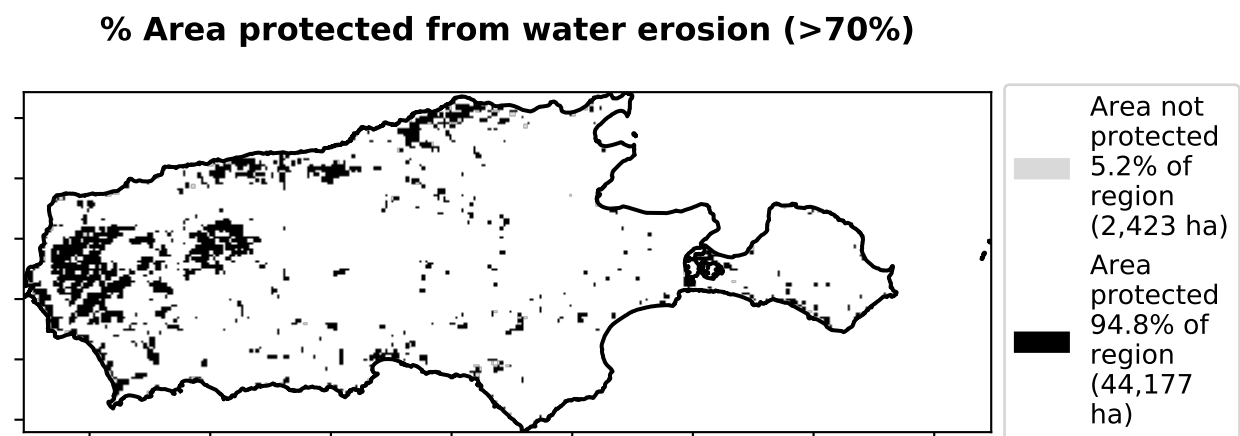 % Area protected from water erosion (>70%)
Area not
protected
5.2% of
region
(2,423 ha)
Area
protected
94.8% of
region
(44,177
ha)